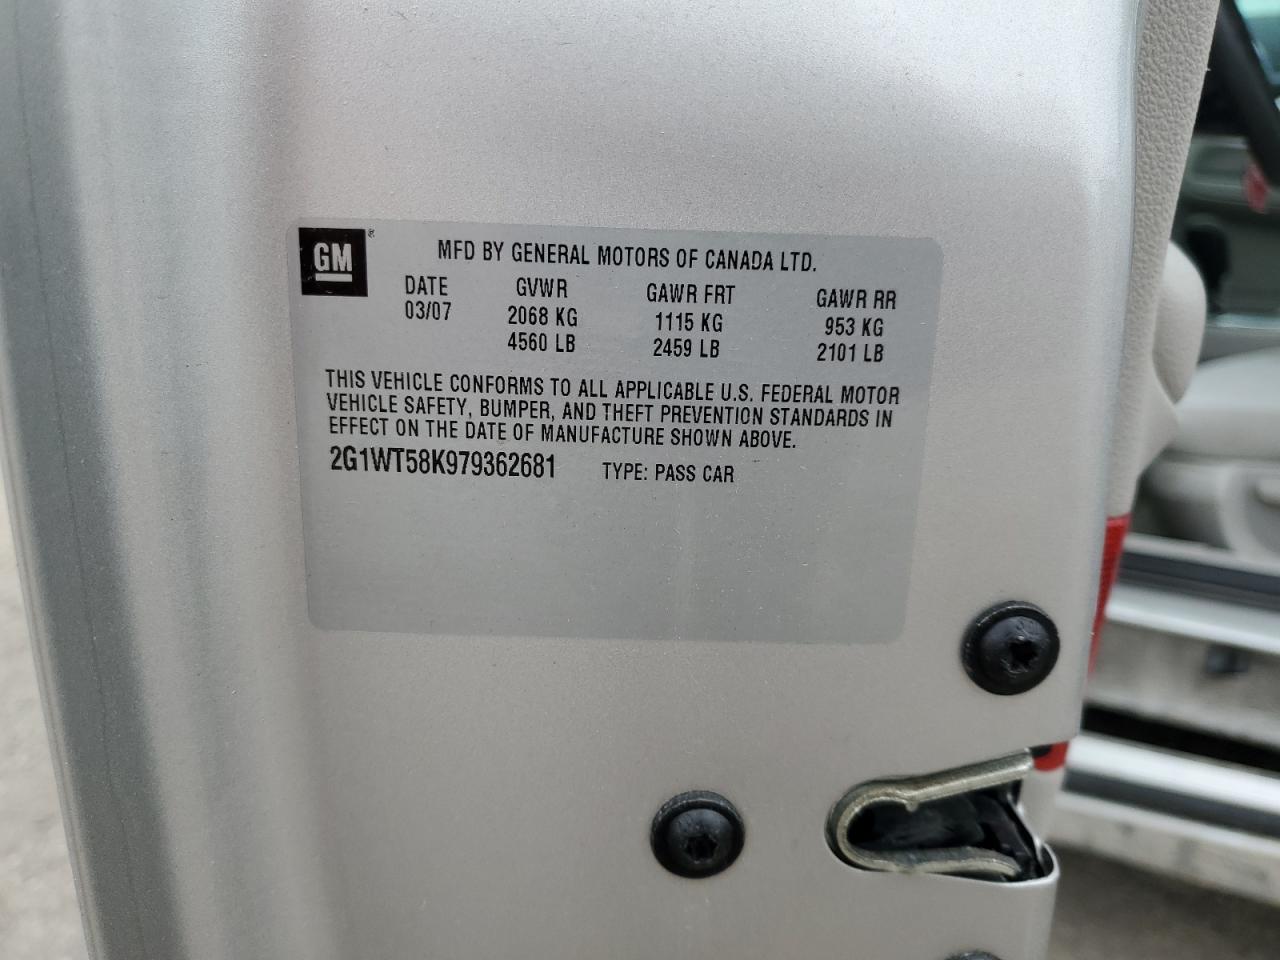 GM®
MFD BY GENERAL MOTORS OF CANADA LTD.
DATE GVWR GAWR FRT GAWR RR
03/07 2068 KG 1115 KG 953 KG
4560 LB 2459 LB 2101 LB
THIS VEHICLE CONFORMS TO ALL APPLICABLE U.S. FEDERAL MOTOR
VEHICLE SAFETY, BUMPER, AND THEFT PREVENTION STANDARDS IN
EFFECT ON THE DATE OF MANUFACTURE SHOWN ABOVE.
2G1WT58K979362681 TYPE: PASS CAR